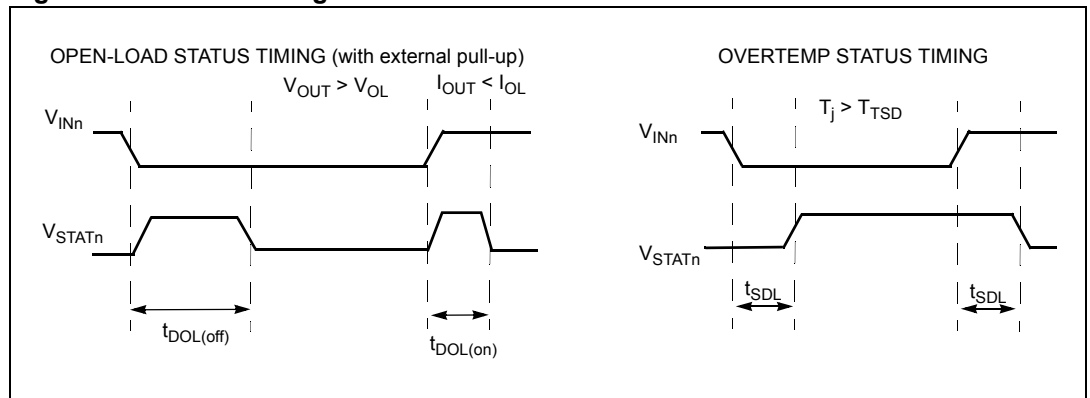 OPEN-LOAD STATUS TIMING (with external pull-up)
V_OUT > V_OL
I_OUT < I_OL
V_INn
V_STATn
t_DOL(off)
t_DOL(on)
OVERTEMP STATUS TIMING
T_j > T_TSD
V_INn
V_STATn
t_SDL
t_SDL